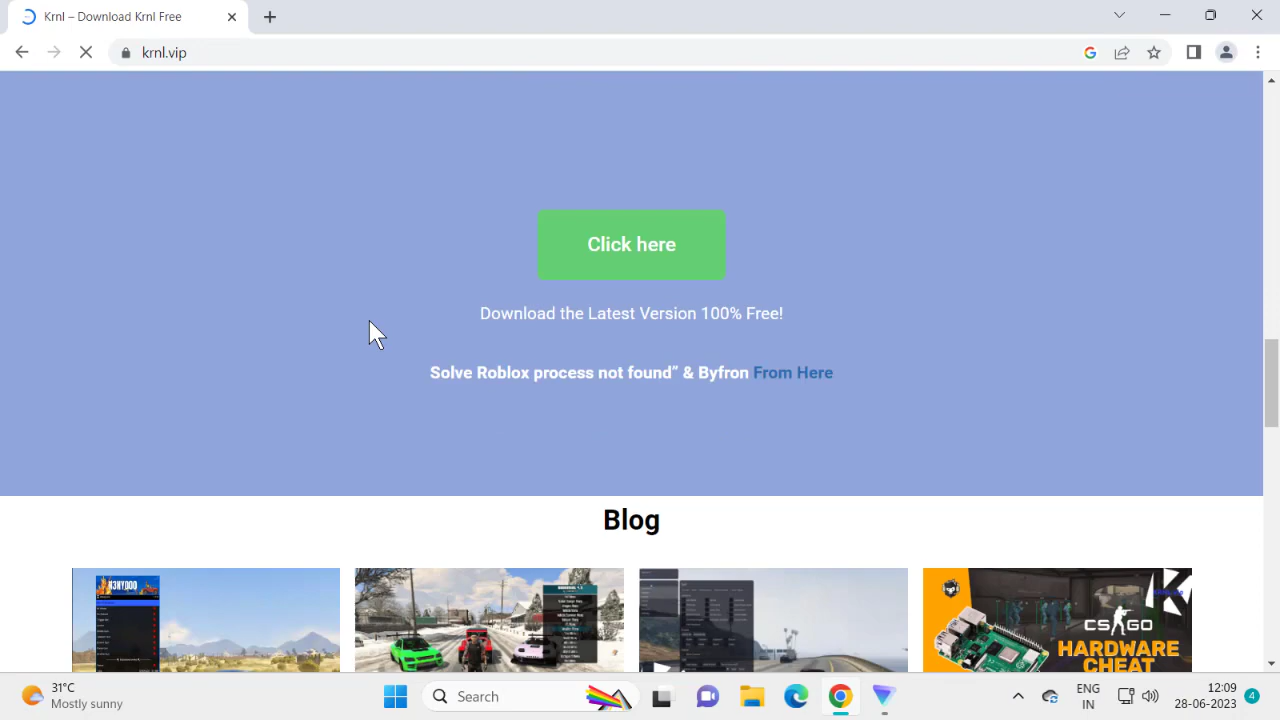 Krnl – Download Krnl Free
krnl.vip
Click here
Download the Latest Version 100% Free!
Solve Roblox process not found” & Byfron From Here
Blog
CS:GO
HARDWARE
CHEAT
31°C
Mostly sunny
Search
ENG
IN
12:09
28-06-2023
4